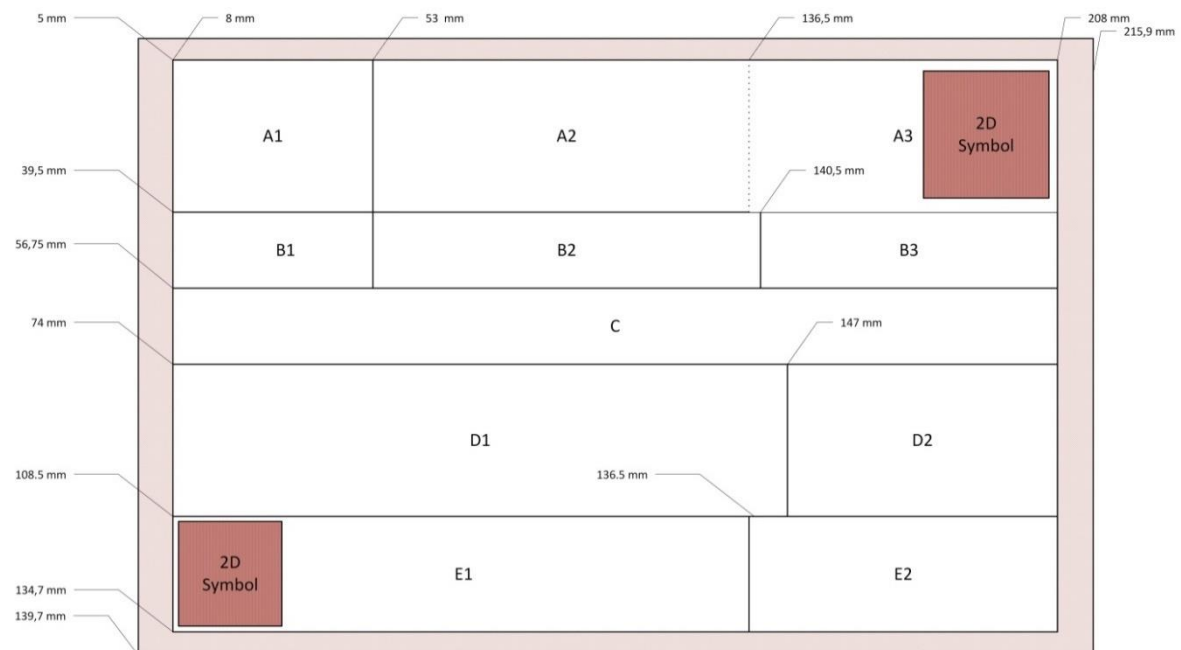 5 mm
8 mm
53 mm
136,5 mm
208 mm
215,9 mm
A1
A2
A3
2D
Symbol
39,5 mm
140,5 mm
56,75 mm
B1
B2
B3
74 mm
C
147 mm
D1
D2
108.5 mm
136.5 mm
2D
Symbol
E1
E2
134,7 mm
139,7 mm